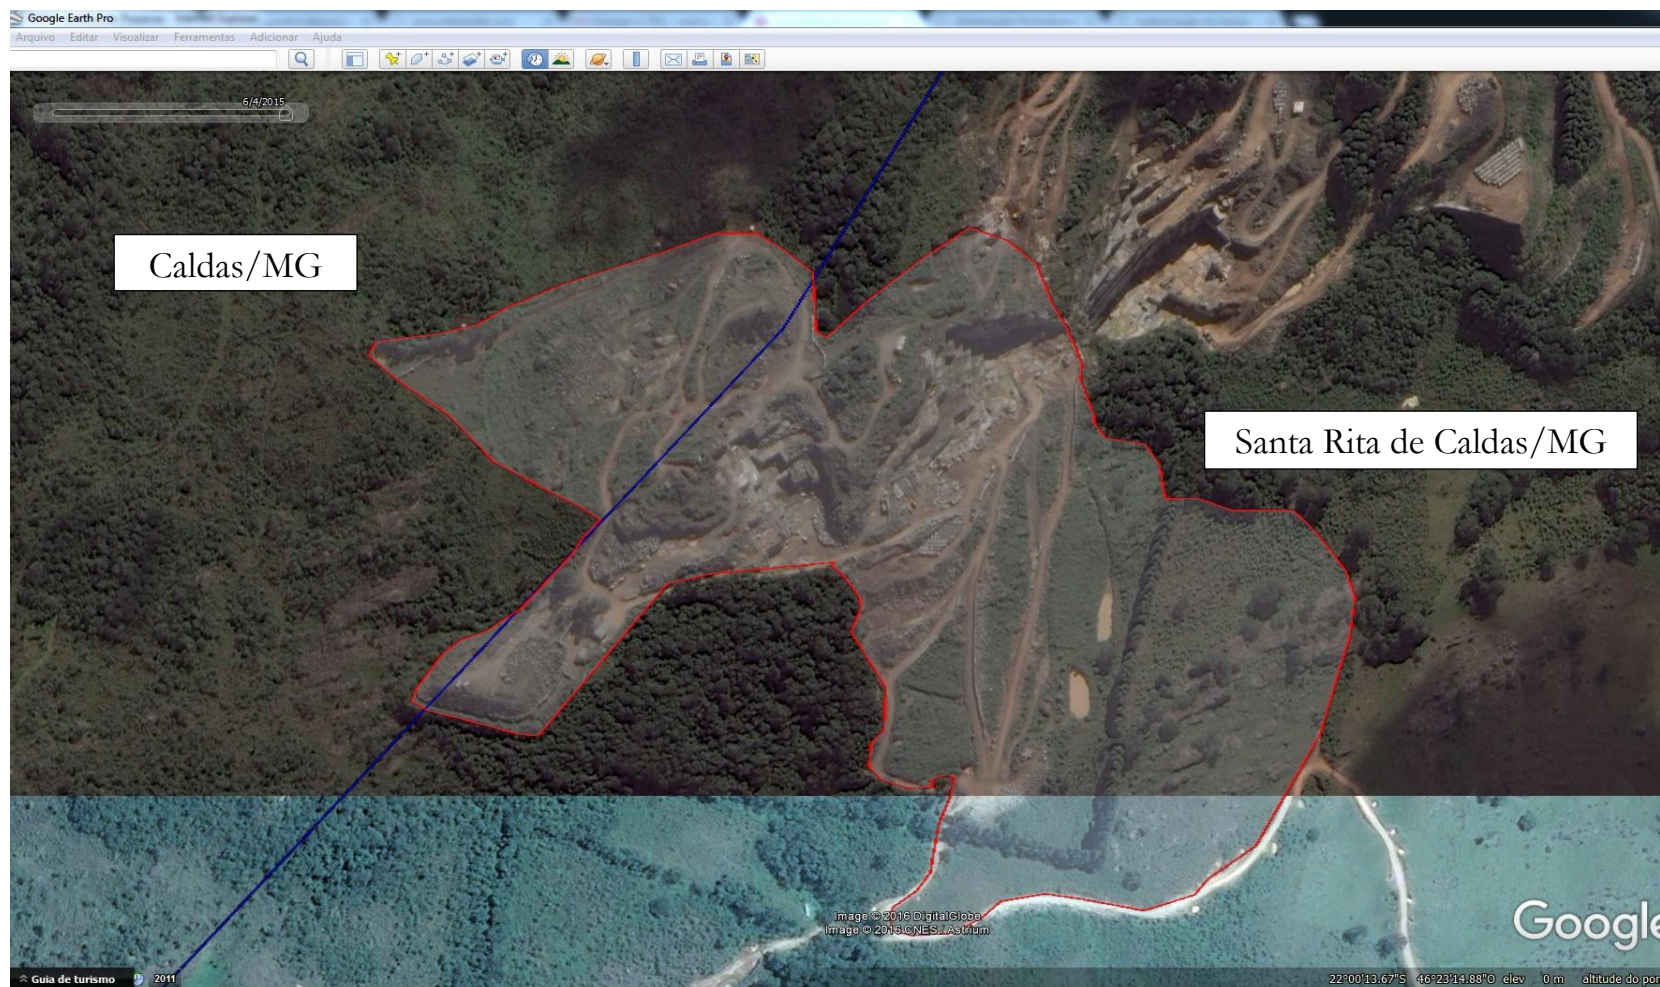 Google Earth Pro
Arquivo Editar Visualizar Ferramentas Adicionar Ajuda
6/4/2015
Caldas/MG
Santa Rita de Caldas/MG
Image © 2016 DigitalGlobe
Image © 2016 CNES / Astrium
Google
Guia de turismo 2011 22°00'13.67"S 46°23'14.88"O elev 0 m altitude do